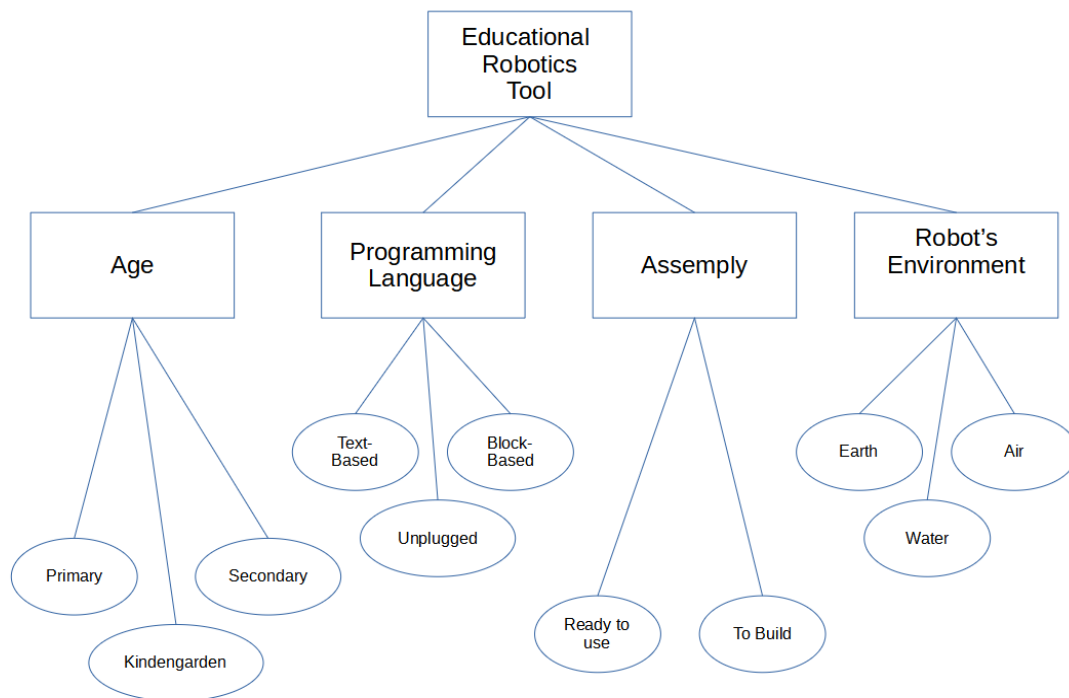 Educational
Robotics
Tool
Age
Programming
Language
Assemply
Robot's
Environment
Text-
Based
Block-
Based
Unplugged
Earth
Air
Water
Primary
Secondary
Kindengarden
Ready to
use
To Build